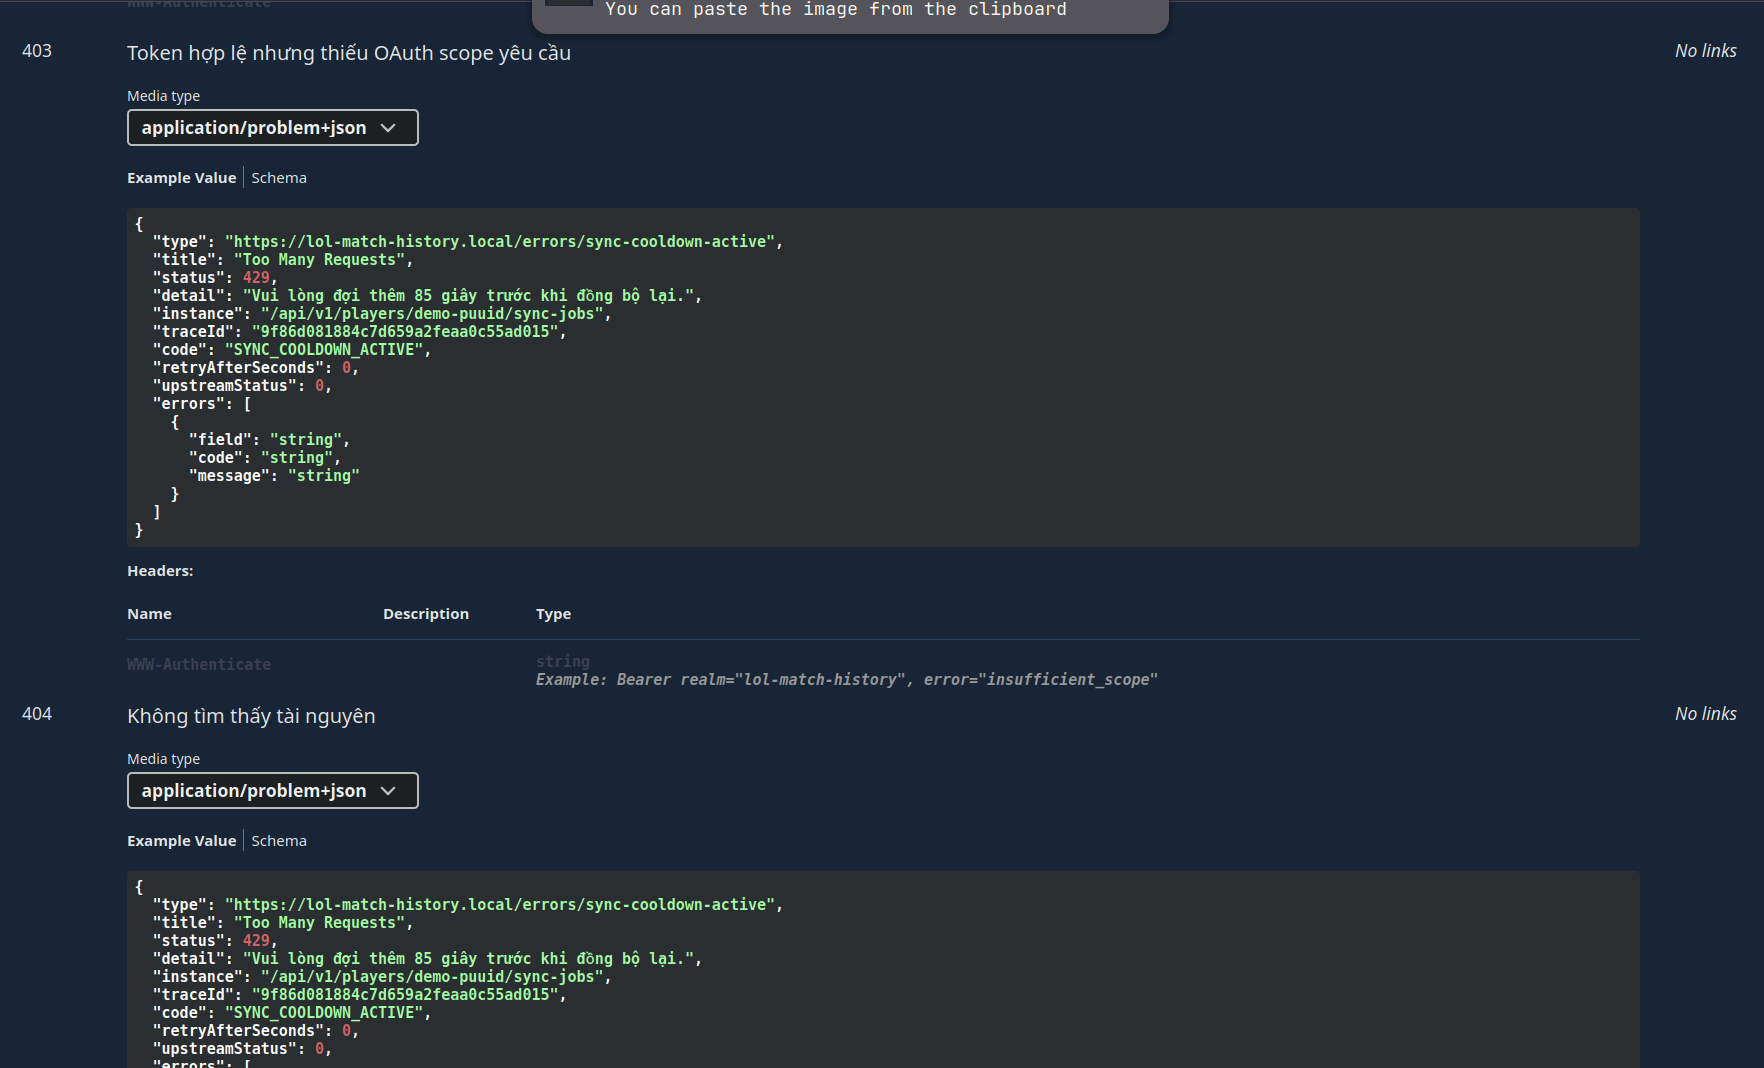 WWW-Authenticate
You can paste the image from the clipboard
403
Token hợp lệ nhưng thiếu OAuth scope yêu cầu
No links
Media type
application/problem+json
Example Value | Schema
{
  "type": "https://lol-match-history.local/errors/sync-cooldown-active",
  "title": "Too Many Requests",
  "status": 429,
  "detail": "Vui lòng đợi thêm 85 giây trước khi đồng bộ lại.",
  "instance": "/api/v1/players/demo-puuid/sync-jobs",
  "traceId": "9f86d081884c7d659a2feaa0c55ad015",
  "code": "SYNC_COOLDOWN_ACTIVE",
  "retryAfterSeconds": 0,
  "upstreamStatus": 0,
  "errors": [
    {
      "field": "string",
      "code": "string",
      "message": "string"
    }
  ]
}
Headers:
Name Description Type
WWW-Authenticate string
Example: Bearer realm="lol-match-history", error="insufficient_scope"
404
Không tìm thấy tài nguyên
No links
Media type
application/problem+json
Example Value | Schema
{
  "type": "https://lol-match-history.local/errors/sync-cooldown-active",
  "title": "Too Many Requests",
  "status": 429,
  "detail": "Vui lòng đợi thêm 85 giây trước khi đồng bộ lại.",
  "instance": "/api/v1/players/demo-puuid/sync-jobs",
  "traceId": "9f86d081884c7d659a2feaa0c55ad015",
  "code": "SYNC_COOLDOWN_ACTIVE",
  "retryAfterSeconds": 0,
  "upstreamStatus": 0,
  "errors": [